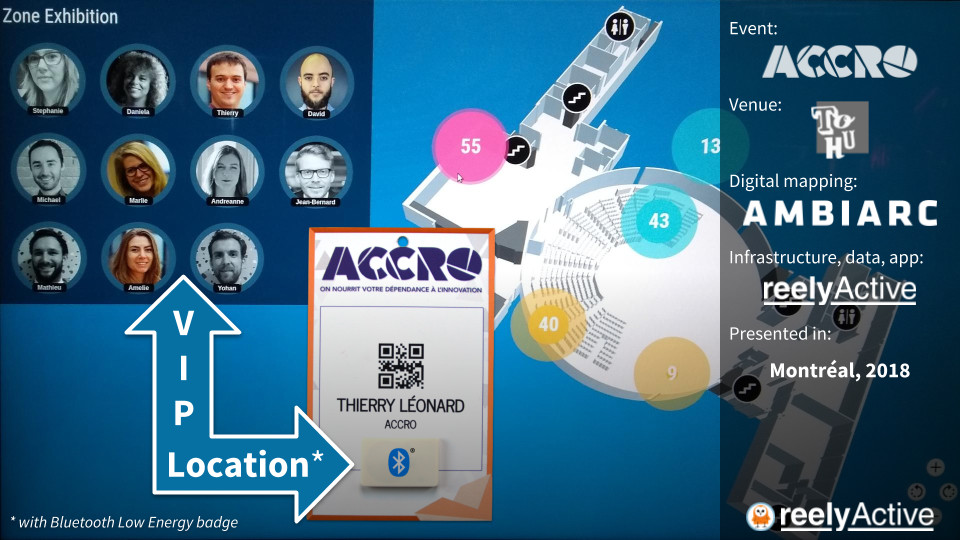 Zone Exhibition
Stephanie
Daniela
Thierry
David
Michael
Marlie
Andreanne
Jean-Bernard
Mathieu
Amelie
Yohan
55
13
43
40
9
ACCRO
ON NOURRIT VOTRE DÉPENDANCE À L'INNOVATION
THIERRY LÉONARD
ACCRO
VIP
Location*
* with Bluetooth Low Energy badge
Event:
ACCRO
Venue:
TOHU
Digital mapping:
AMBIARC
Infrastructure, data, app:
reelyActive
Presented in:
Montréal, 2018
reelyActive